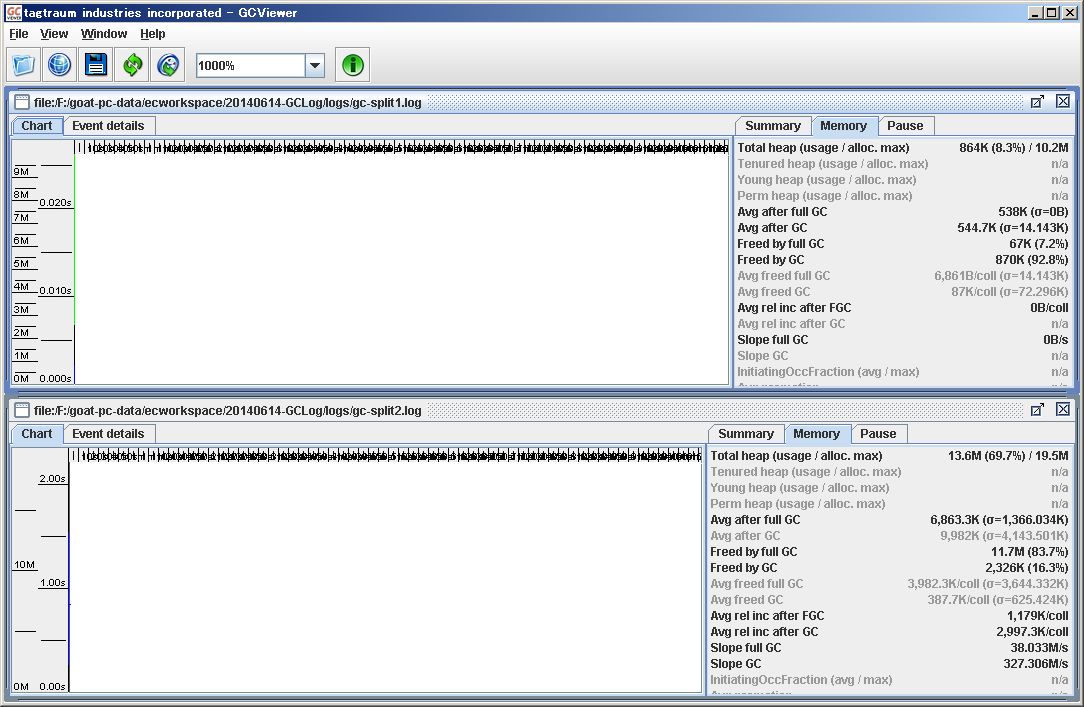 tagtraum industries incorporated - GCViewer
File View Window Help
1000%
file:/F:/goat-pc-data/ecworkspace/20140614-GCLog/logs/gc-split1.log
Chart Event details
Summary Memory Pause
9M
8M
0.020s
7M
6M
5M
4M
0.010s
3M
2M
1M
0M 0.000s
Total heap (usage / alloc. max) 864K (8.3%) / 10.2M
Tenured heap (usage / alloc. max) n/a
Young heap (usage / alloc. max) n/a
Perm heap (usage / alloc. max) n/a
Avg after full GC 538K (σ=0B)
Avg after GC 544.7K (σ=14.143K)
Freed by full GC 67K (7.2%)
Freed by GC 870K (92.8%)
Avg freed full GC 6,861B/coll (σ=14.143K)
Avg freed GC 87K/coll (σ=72.296K)
Avg rel inc after FGC 0B/coll
Avg rel inc after GC n/a
Slope full GC 0B/s
Slope GC n/a
InitiatingOccFraction (avg / max) n/a
file:/F:/goat-pc-data/ecworkspace/20140614-GCLog/logs/gc-split2.log
Chart Event details
Summary Memory Pause
2.00s
10M
1.00s
0M 0.00s
Total heap (usage / alloc. max) 13.6M (69.7%) / 19.5M
Tenured heap (usage / alloc. max) n/a
Young heap (usage / alloc. max) n/a
Perm heap (usage / alloc. max) n/a
Avg after full GC 6,863.3K (σ=1,366.034K)
Avg after GC 9,982K (σ=4,143.501K)
Freed by full GC 11.7M (83.7%)
Freed by GC 2,326K (16.3%)
Avg freed full GC 3,982.3K/coll (σ=3,644.332K)
Avg freed GC 387.7K/coll (σ=625.424K)
Avg rel inc after FGC 1,179K/coll
Avg rel inc after GC 2,997.3K/coll
Slope full GC 38.033M/s
Slope GC 327.306M/s
InitiatingOccFraction (avg / max) n/a